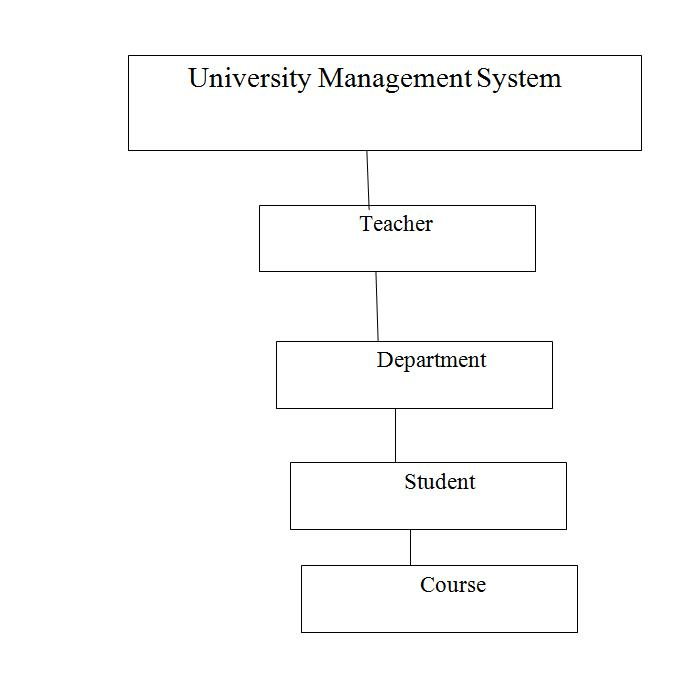 University Management System
Teacher
Department
Student
Course